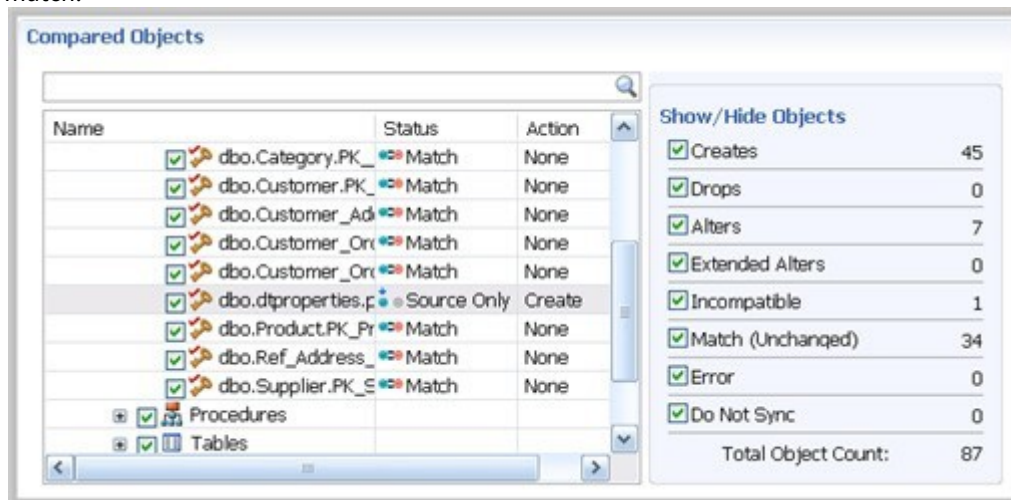 Compared Objects
Name Status Action
dbo.Category.PK_ Match None
dbo.Customer.PK_ Match None
dbo.Customer_Ad Match None
dbo.Customer_Or Match None
dbo.Customer_Or Match None
dbo.dtproperties.p Source Only Create
dbo.Product.PK_Pr Match None
dbo.Ref_Address_ Match None
dbo.Supplier.PK_S Match None
Procedures
Tables
Show/Hide Objects
Creates 45
Drops 0
Alters 7
Extended Alters 0
Incompatible 1
Match (Unchanged) 34
Error 0
Do Not Sync 0
Total Object Count: 87